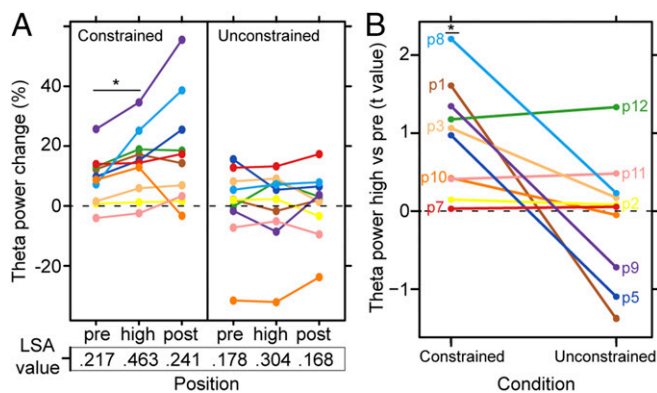 A
Constrained
Unconstrained
60
40
20
0
-20
Theta power change (%)
*
pre high post pre high post
LSA value .217 .463 .241 .178 .304 .168
Position
B
2
1
0
−1
Theta power high vs pre (t value)
*
p8
p1
p3
p10
p7
p12
p11
p2
p9
p5
Constrained Unconstrained
Condition